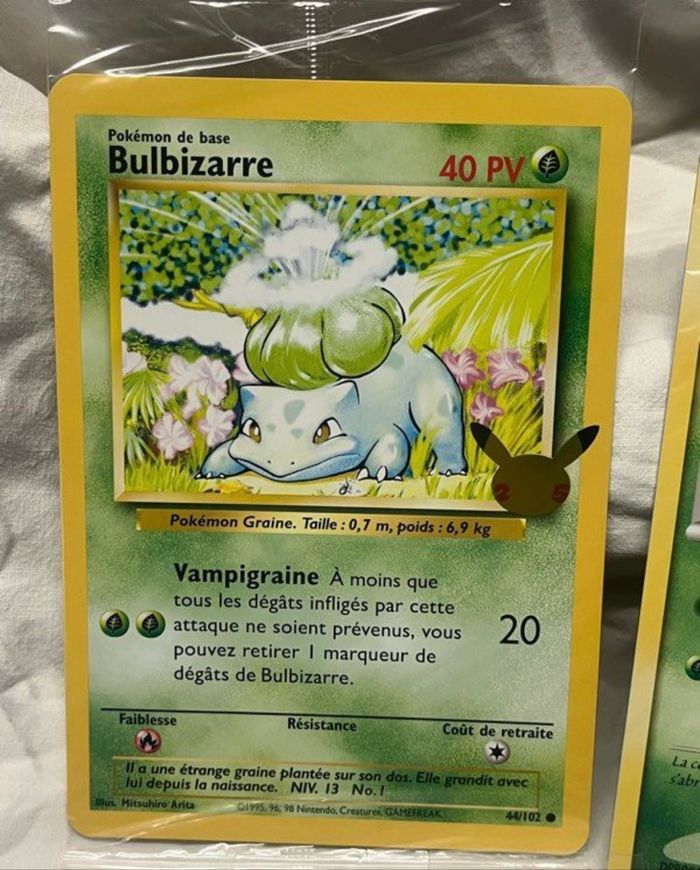 Pokémon de base
Bulbizarre
40 PV
Pokémon Graine. Taille : 0,7 m, poids : 6,9 kg
Vampigraine À moins que
tous les dégâts infligés par cette
attaque ne soient prévenus, vous
pouvez retirer 1 marqueur de
dégâts de Bulbizarre.
20
Faiblesse
Résistance
Coût de retraite
Il a une étrange graine plantée sur son dos. Elle grandit avec
lui depuis la naissance. NIV. 13 No. 1
Illus. Mitsuhiro Arita
©1995, 96, 98 Nintendo, Creatures, GAMEFREAK
44/102
2 5
s'abr